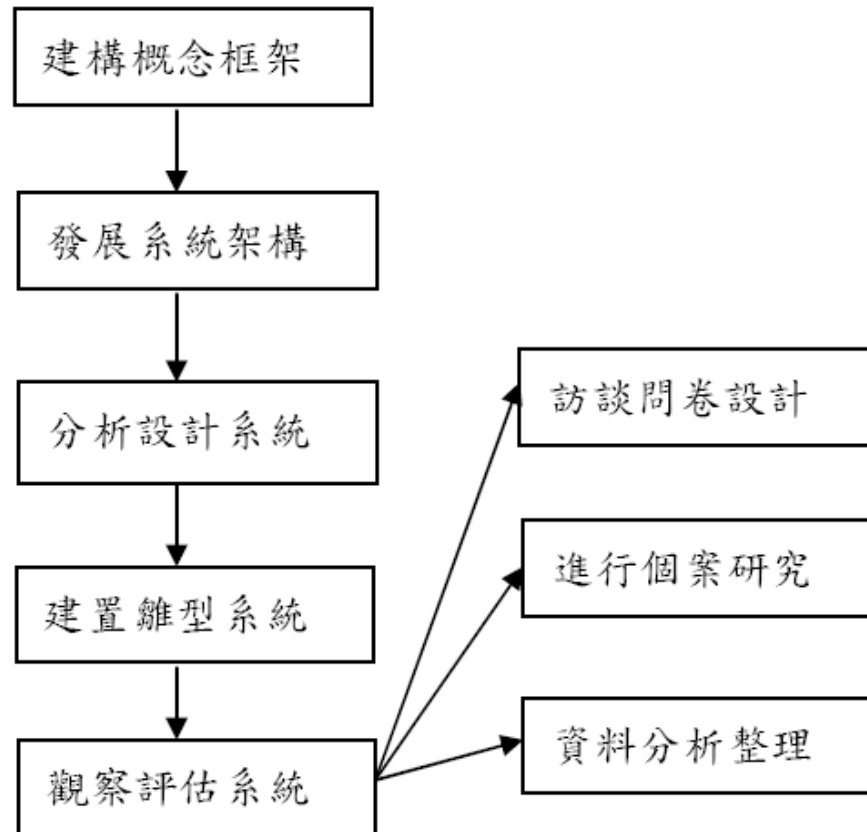 建構概念框架
發展系統架構
分析設計系統
建置離型系統
觀察評估系統
訪談問卷設計
進行個案研究
資料分析整理